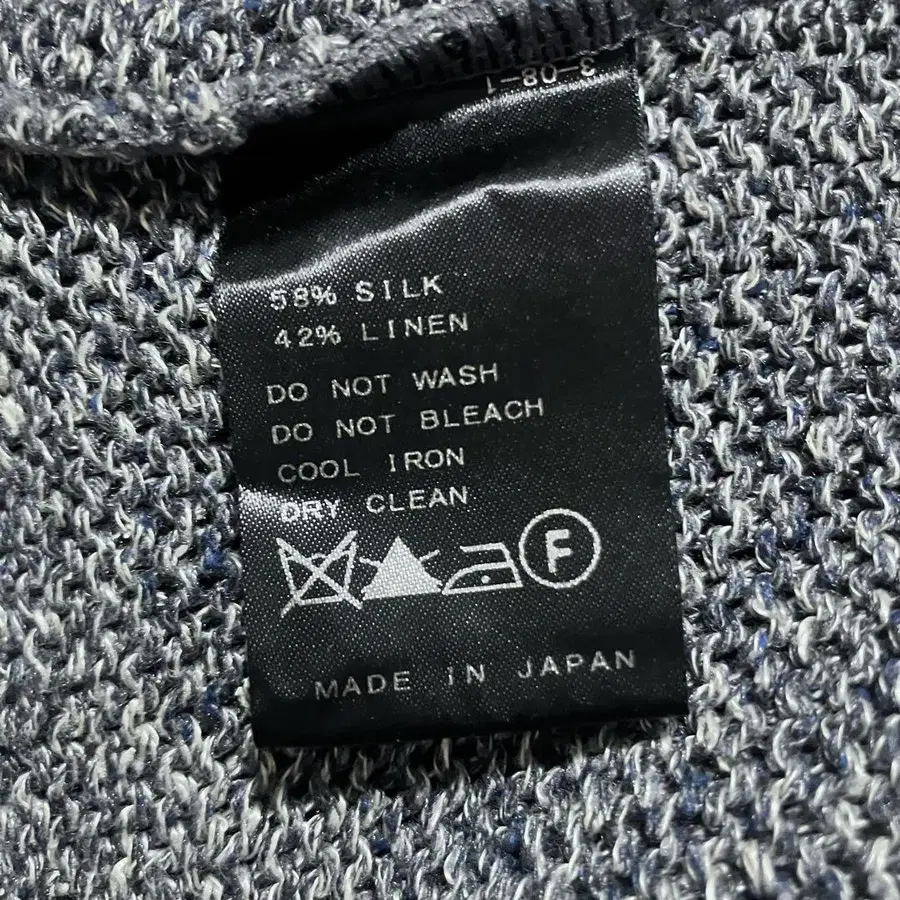 3-08-1
58% SILK
42% LINEN
DO NOT WASH
DO NOT BLEACH
COOL IRON
DRY CLEAN
F
MADE IN JAPAN